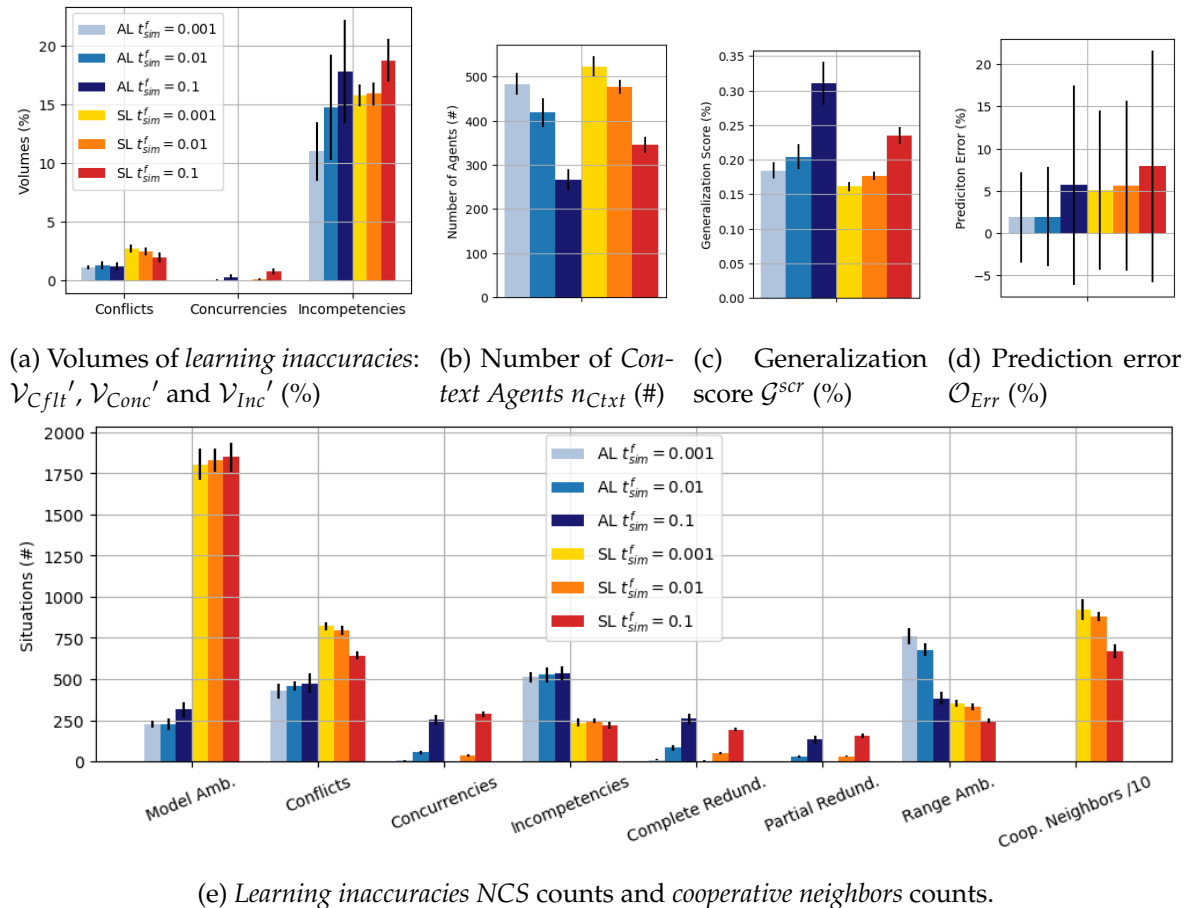 AL t^f_sim = 0.001
AL t^f_sim = 0.01
AL t^f_sim = 0.1
SL t^f_sim = 0.001
SL t^f_sim = 0.01
SL t^f_sim = 0.1
Volumes (%)
20
15
10
5
0
Conflicts
Concurrencies
Incompetencies
Number of Agents (#)
500
400
300
200
100
0
Generalization Score (%)
0.35
0.30
0.25
0.20
0.15
0.10
0.05
0.00
Prediciton Error (%)
20
15
10
5
0
−5
(a) Volumes of learning inaccuracies:
𝒱_Cflt′, 𝒱_Conc′ and 𝒱_Inc′ (%)
(b) Number of Con-
text Agents n_Ctxt (#)
(c) Generalization
score 𝒢^scr (%)
(d) Prediction error
𝒪_Err (%)
Situations (#)
2000
1750
1500
1250
1000
750
500
250
0
AL t^f_sim = 0.001
AL t^f_sim = 0.01
AL t^f_sim = 0.1
SL t^f_sim = 0.001
SL t^f_sim = 0.01
SL t^f_sim = 0.1
Model Amb.
Conflicts
Concurrencies
Incompetencies
Complete Redund.
Partial Redund.
Range Amb.
Coop. Neighbors /10
(e) Learning inaccuracies NCS counts and cooperative neighbors counts.